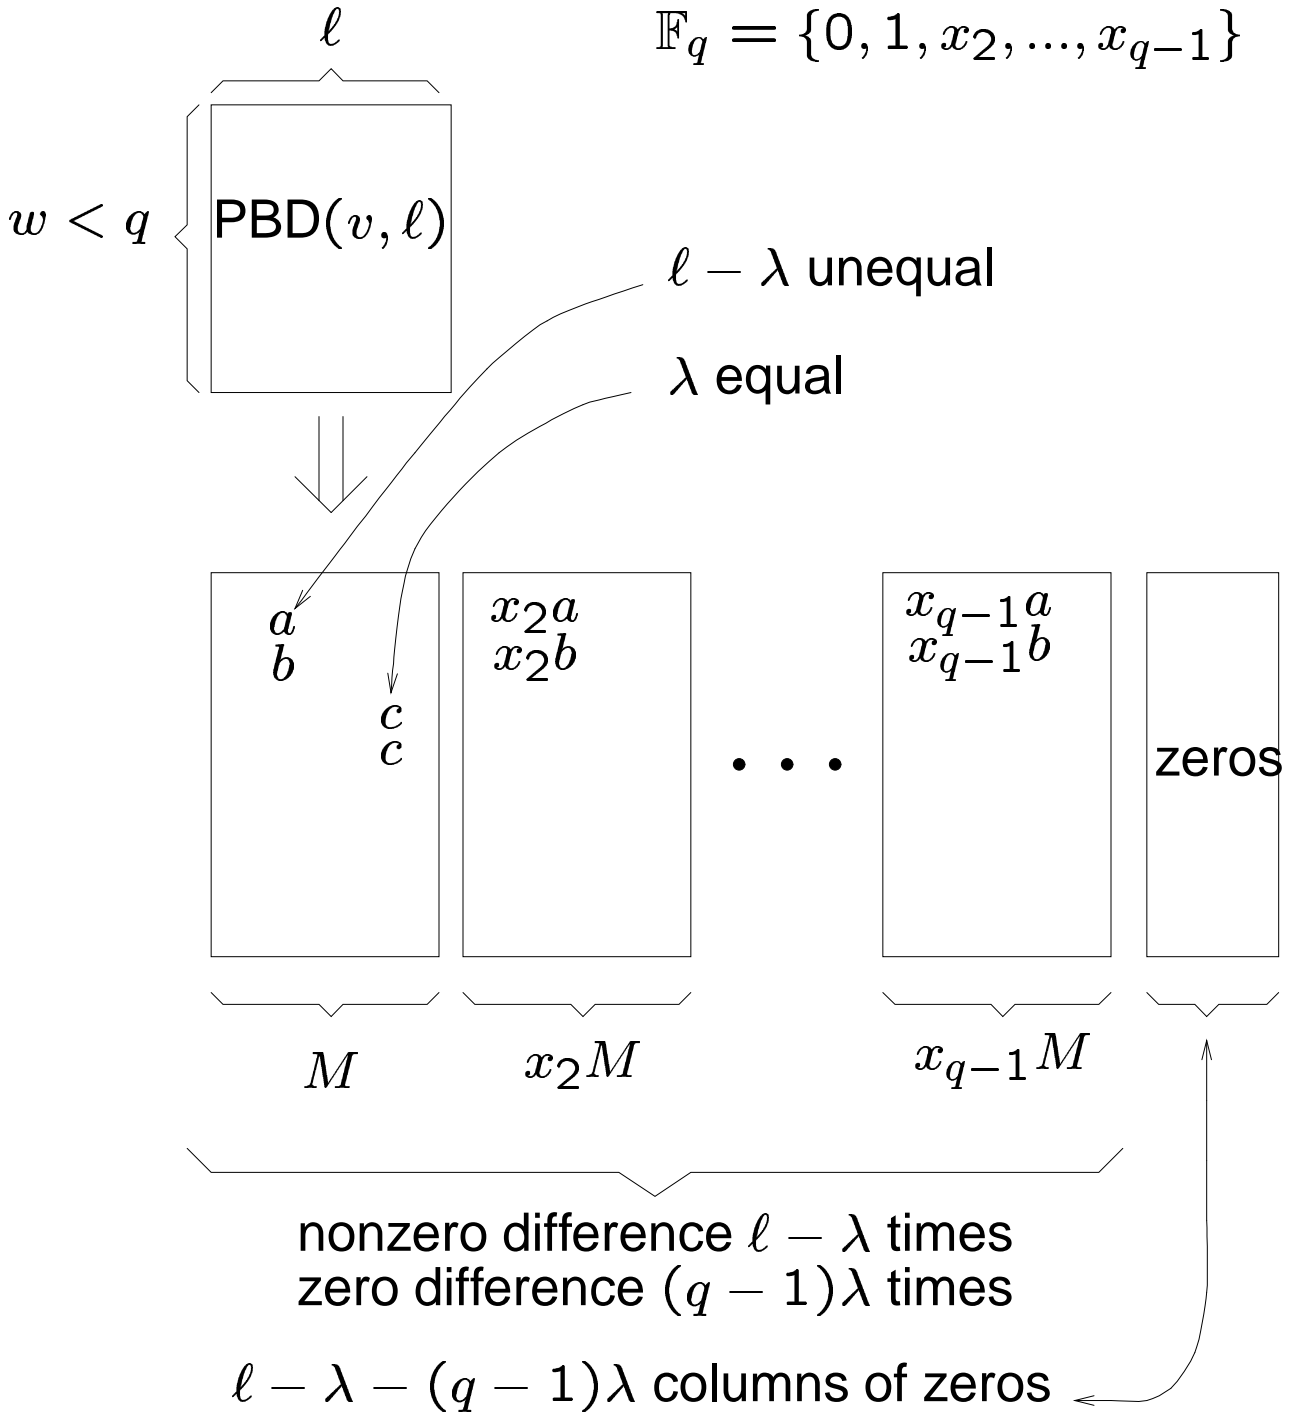 ℓ
𝔽_q = {0, 1, x_2, ..., x_{q−1}}
w < q
PBD(v, ℓ)
ℓ − λ unequal
λ equal
a
b
c
c
x_2a
x_2b
. . .
x_{q−1}a
x_{q−1}b
zeros
M
x_2M
x_{q−1}M
nonzero difference ℓ − λ times
zero difference (q − 1)λ times
ℓ − λ − (q − 1)λ columns of zeros